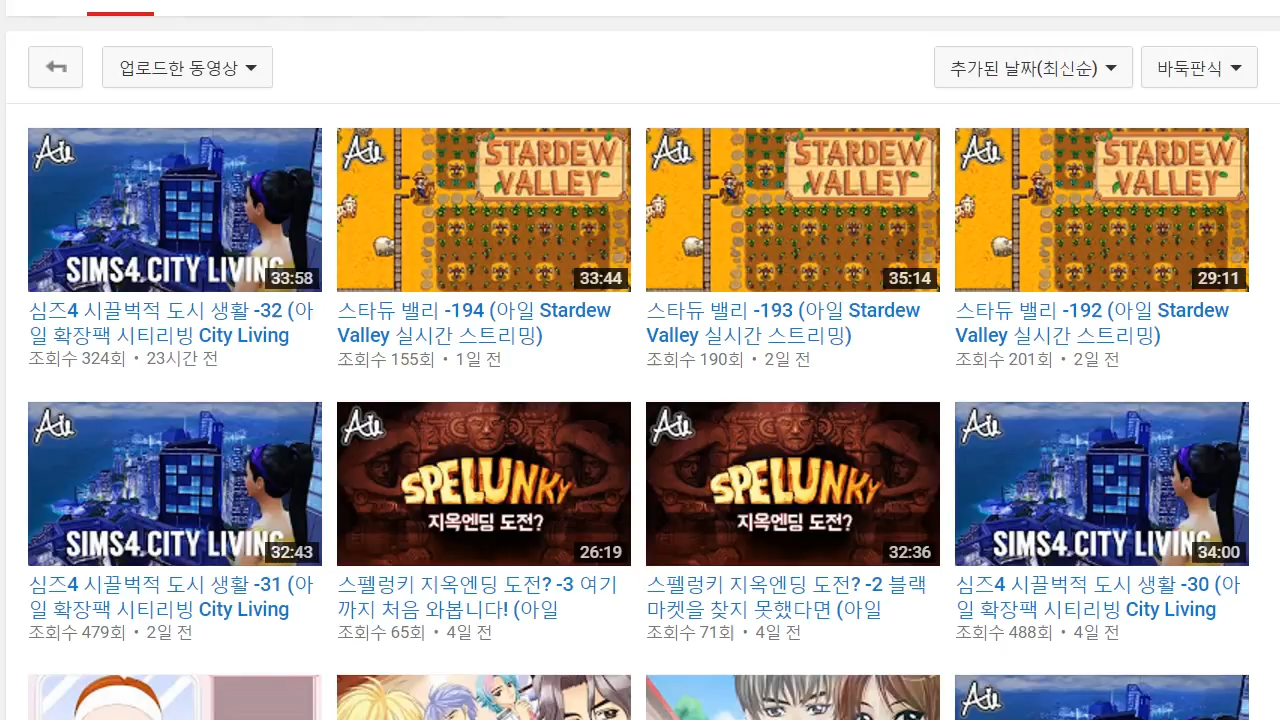 업로드한 동영상
추가된 날짜(최신순)
바둑판식
Ade
SIMS4.CITY LIVING
33:58
Ade
STARDEW
VALLEY
33:44
Ade
STARDEW
VALLEY
35:14
Ade
STARDEW
VALLEY
29:11
심즈4 시끌벅적 도시 생활 -32 (아
일 확장팩 시티리빙 City Living
조회수 324회 • 23시간 전
스타듀 밸리 -194 (아일 Stardew
Valley 실시간 스트리밍)
조회수 155회 • 1일 전
스타듀 밸리 -193 (아일 Stardew
Valley 실시간 스트리밍)
조회수 190회 • 2일 전
스타듀 밸리 -192 (아일 Stardew
Valley 실시간 스트리밍)
조회수 201회 • 2일 전
Ade
SIMS4.CITY LIVING
32:43
Ade
SPELUNKY
지옥엔딩 도전?
26:19
Ade
SPELUNKY
지옥엔딩 도전?
32:36
Ade
SIMS4.CITY LIVING
34:00
심즈4 시끌벅적 도시 생활 -31 (아
일 확장팩 시티리빙 City Living
조회수 479회 • 2일 전
스펠렁키 지옥엔딩 도전? -3 여기
까지 처음 와봅니다! (아일
조회수 65회 • 4일 전
스펠렁키 지옥엔딩 도전? -2 블랙
마켓을 찾지 못했다면 (아일
조회수 71회 • 4일 전
심즈4 시끌벅적 도시 생활 -30 (아
일 확장팩 시티리빙 City Living
조회수 488회 • 4일 전
Ade